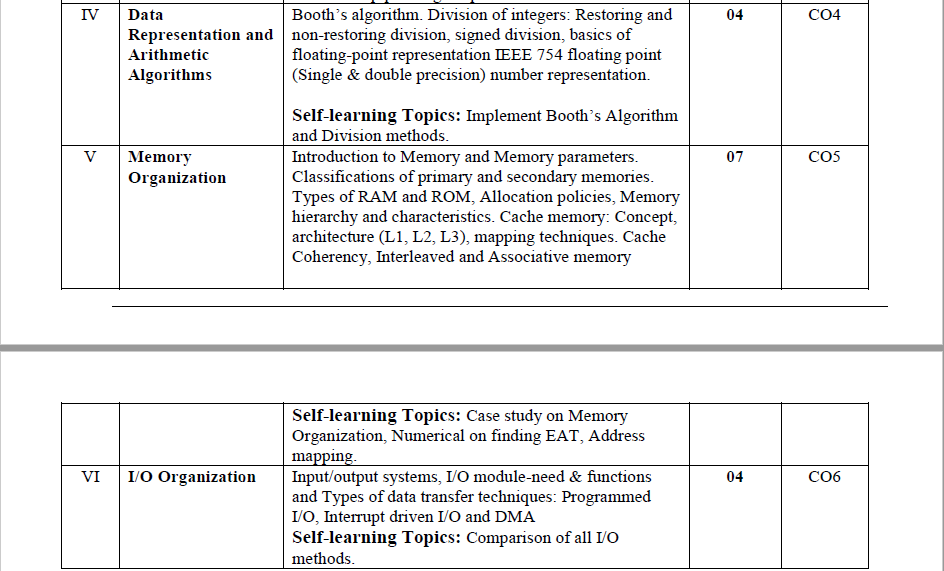 IV
Data
Representation and
Arithmetic
Algorithms
Booth's algorithm. Division of integers: Restoring and
non-restoring division, signed division, basics of
floating-point representation IEEE 754 floating point
(Single & double precision) number representation.
Self-learning Topics: Implement Booth's Algorithm
and Division methods.
04
CO4
V
Memory
Organization
Introduction to Memory and Memory parameters.
Classifications of primary and secondary memories.
Types of RAM and ROM, Allocation policies, Memory
hierarchy and characteristics. Cache memory: Concept,
architecture (L1, L2, L3), mapping techniques. Cache
Coherency, Interleaved and Associative memory
07
CO5
Self-learning Topics: Case study on Memory
Organization, Numerical on finding EAT, Address
mapping.
VI
I/O Organization
Input/output systems, I/O module-need & functions
and Types of data transfer techniques: Programmed
I/O, Interrupt driven I/O and DMA
Self-learning Topics: Comparison of all I/O
methods.
04
CO6